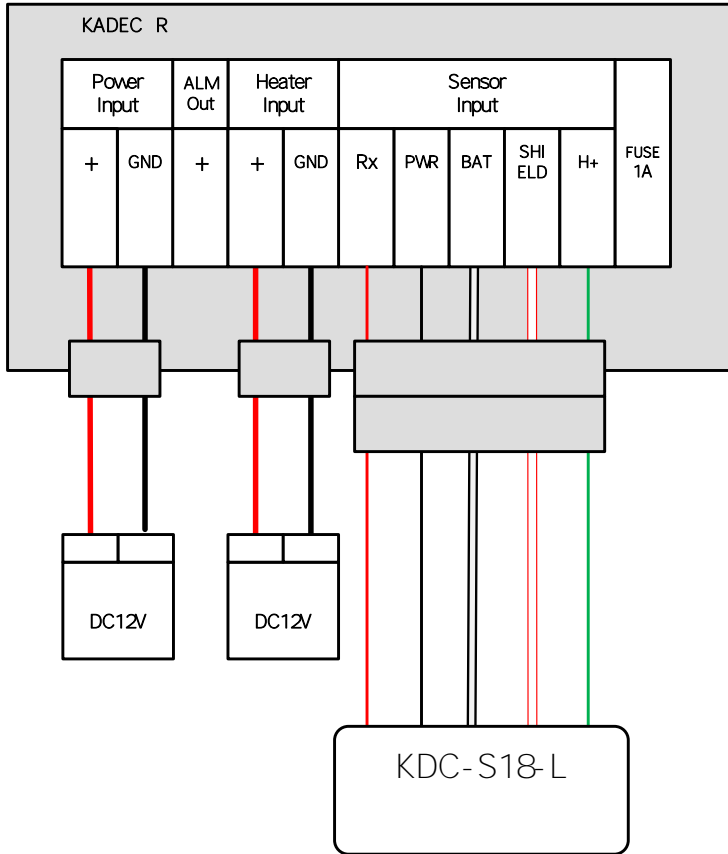 KADEC R
Power
Input
ALM
Out
Heater
Input
Sensor
Input
+
GND
+
+
GND
Rx
PWR
BAT
SHI
ELD
H+
FUSE
1A
DC12V
DC12V
KDC-S18-L